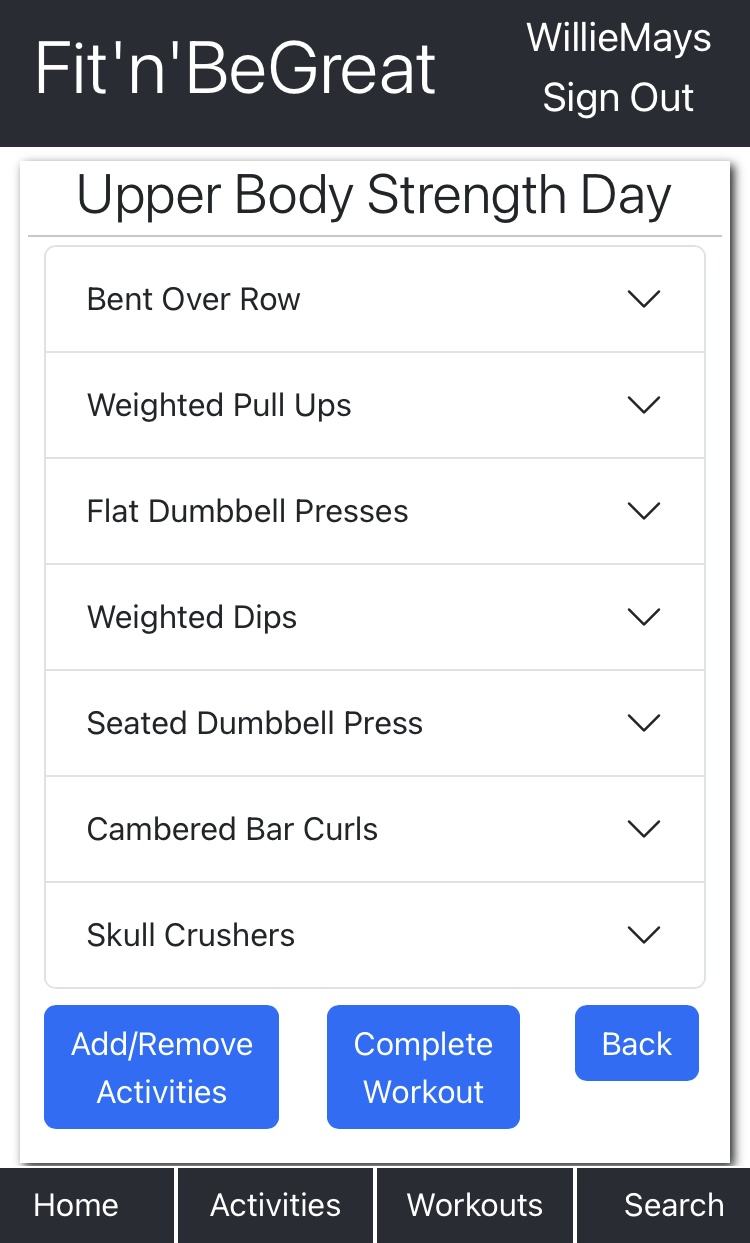 Fit'n'BeGreat
WillieMays
Sign Out
Upper Body Strength Day
Bent Over Row
Weighted Pull Ups
Flat Dumbbell Presses
Weighted Dips
Seated Dumbbell Press
Cambered Bar Curls
Skull Crushers
Add/Remove
Activities
Complete
Workout
Back
Home
Activities
Workouts
Search